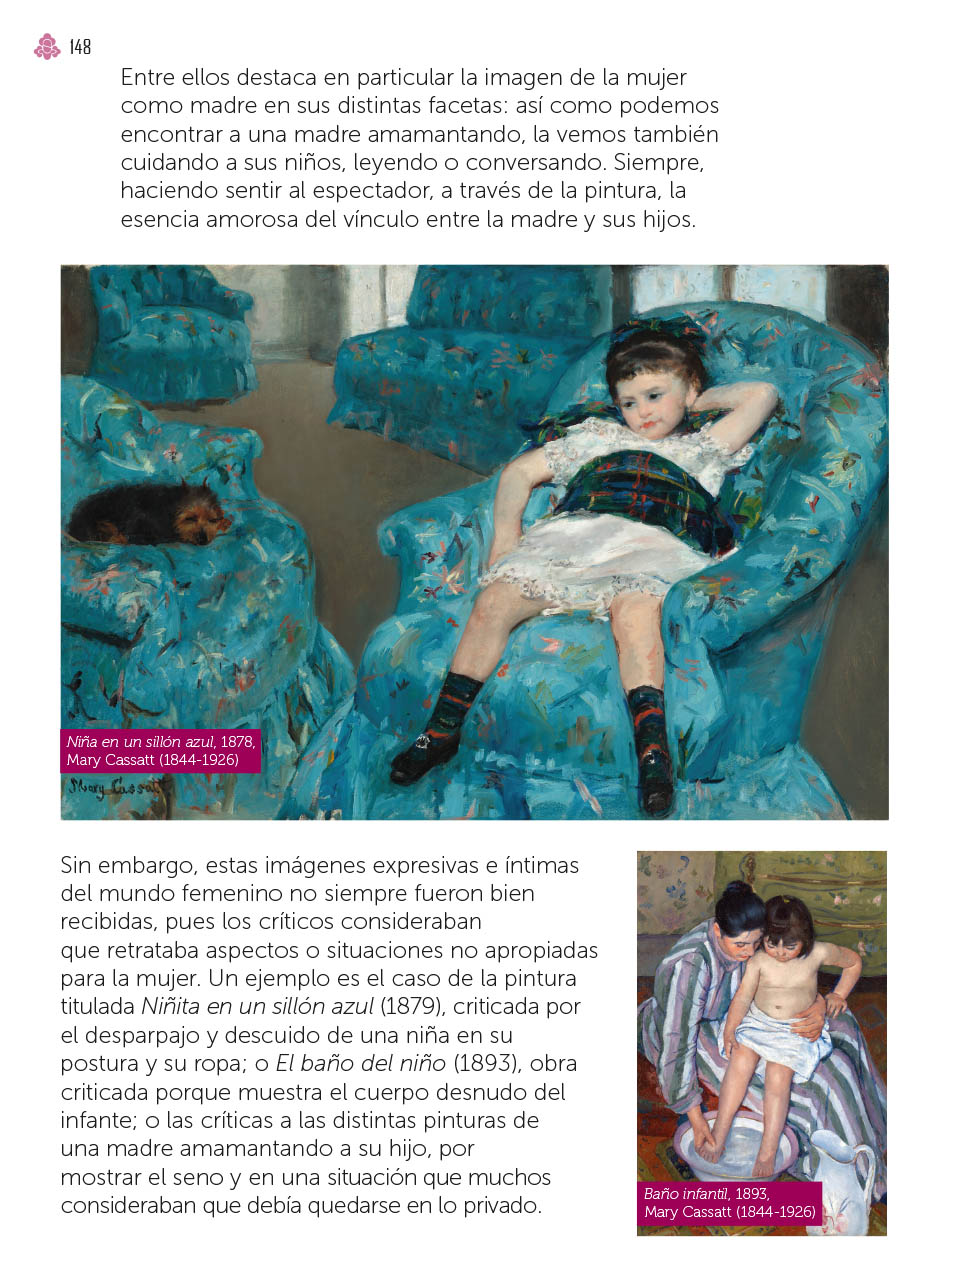 148
Entre ellos destaca en particular la imagen de la mujer
como madre en sus distintas facetas: así como podemos
encontrar a una madre amamantando, la vemos también
cuidando a sus niños, leyendo o conversando. Siempre,
haciendo sentir al espectador, a través de la pintura, la
esencia amorosa del vínculo entre la madre y sus hijos.
Niña en un sillón azul, 1878,
Mary Cassatt (1844-1926)
Mary Cassatt
Sin embargo, estas imágenes expresivas e íntimas
del mundo femenino no siempre fueron bien
recibidas, pues los críticos consideraban
que retrataba aspectos o situaciones no apropiadas
para la mujer. Un ejemplo es el caso de la pintura
titulada Niñita en un sillón azul (1879), criticada por
el desparpajo y descuido de una niña en su
postura y su ropa; o El baño del niño (1893), obra
criticada porque muestra el cuerpo desnudo del
infante; o las críticas a las distintas pinturas de
una madre amamantando a su hijo, por
mostrar el seno y en una situación que muchos
consideraban que debía quedarse en lo privado.
Baño infantil, 1893,
Mary Cassatt (1844-1926)